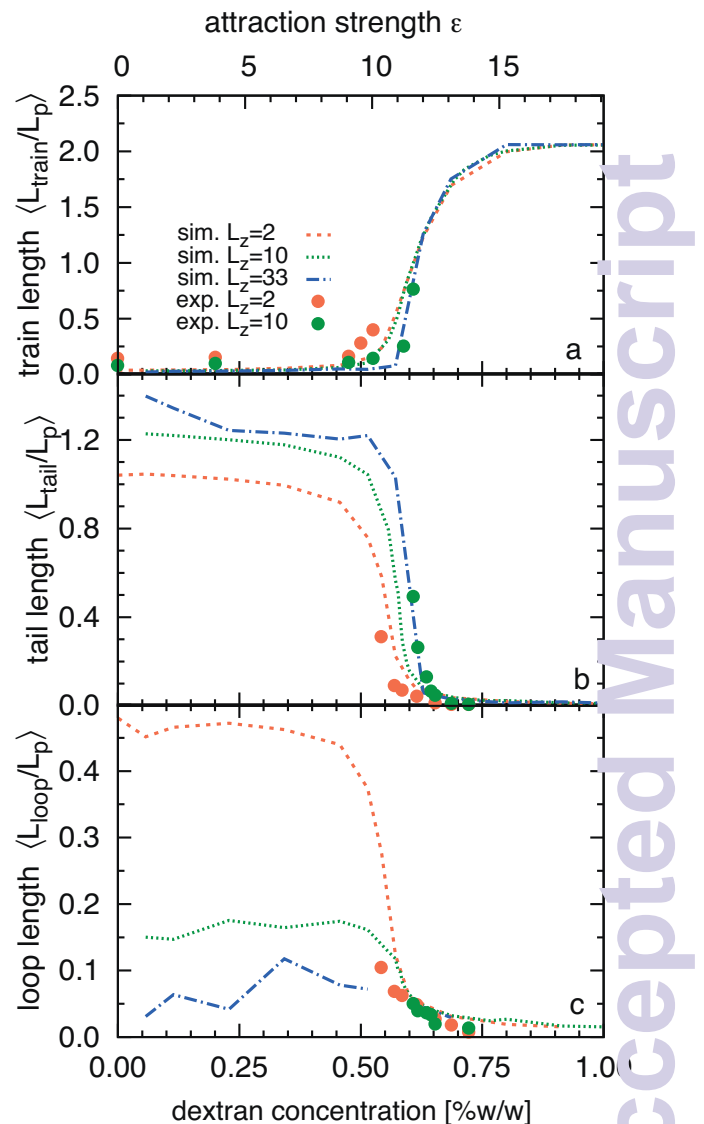 attraction strength ε
0 5 10 15
train length ⟨L_train/L_p⟩
2.5
2.0
1.5
1.0
0.5
0.0
sim. L_z=2
sim. L_z=10
sim. L_z=33
exp. L_z=2
exp. L_z=10
a
tail length ⟨L_tail/L_p⟩
1.2
0.8
0.4
0.0
b
loop length ⟨L_loop/L_p⟩
0.4
0.3
0.2
0.1
0.0
c
0.00 0.25 0.50 0.75 1.00
dextran concentration [%w/w]
ccepted Manuscript